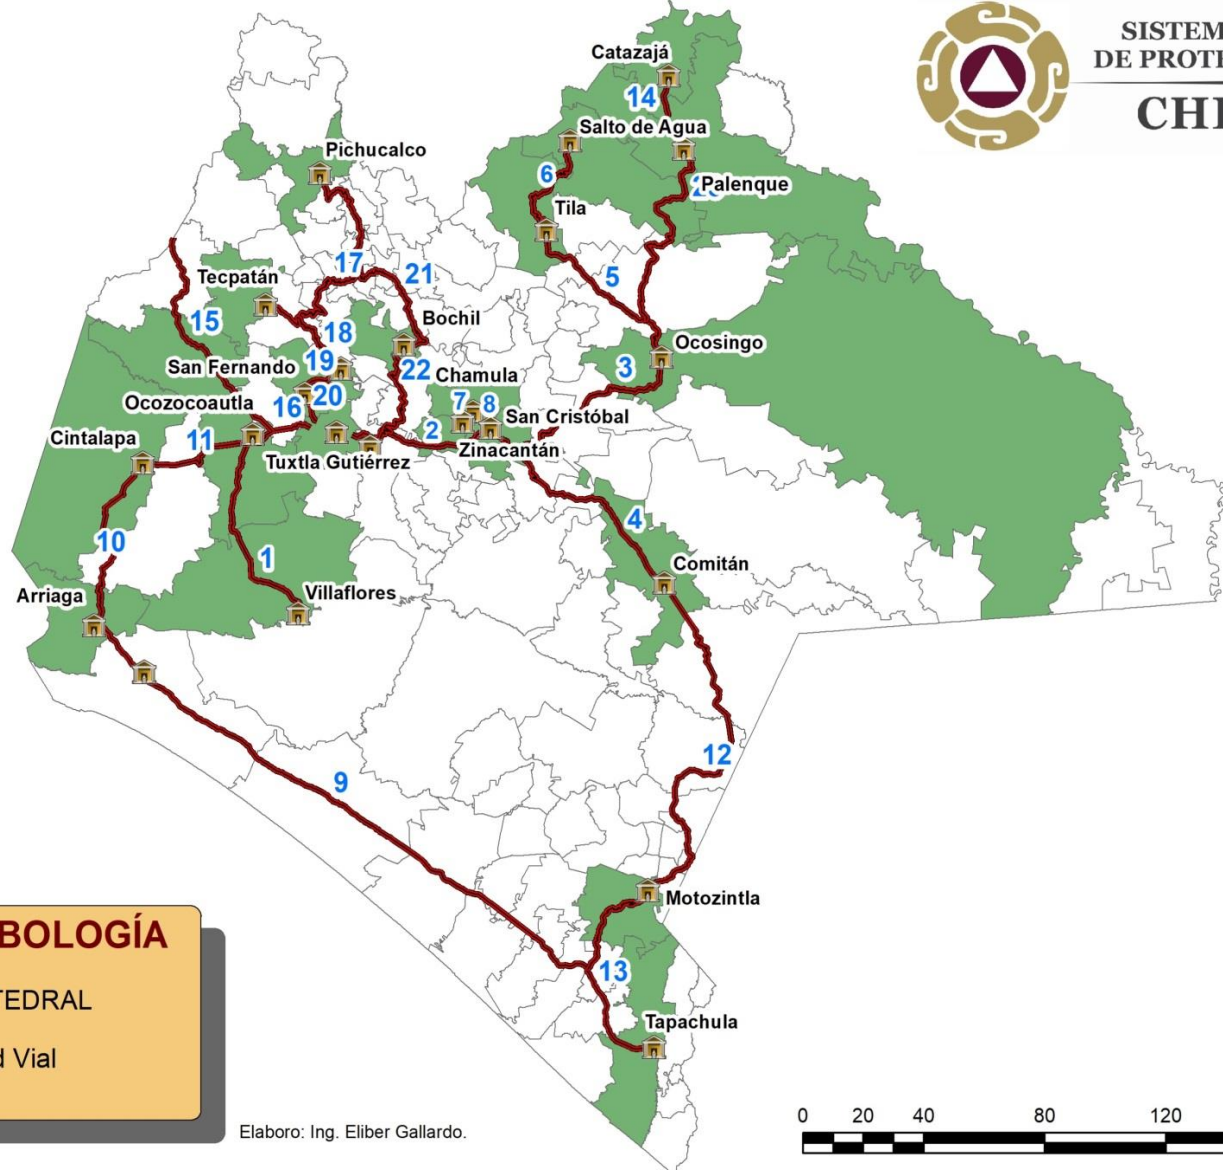 SISTEM
DE PROTE
CHI
Catazajá
14
Salto de Agua
Pichucalco
6
Palenque
Tila
17
21
5
Tecpatán
15
18
Bochil
Ocosingo
San Fernando
19
22
3
Chamula
20
Ocozocoautla
16
7
8
San Cristóbal
Cintalapa
11
2
Zinacantán
Tuxtla Gutiérrez
4
10
1
Comitán
Arriaga
Villaflores
12
9
Motozintla
BOLOGÍA
13
TEDRAL
Tapachula
d Vial
0 20 40 80 120
Elaboro: Ing. Eliber Gallardo.